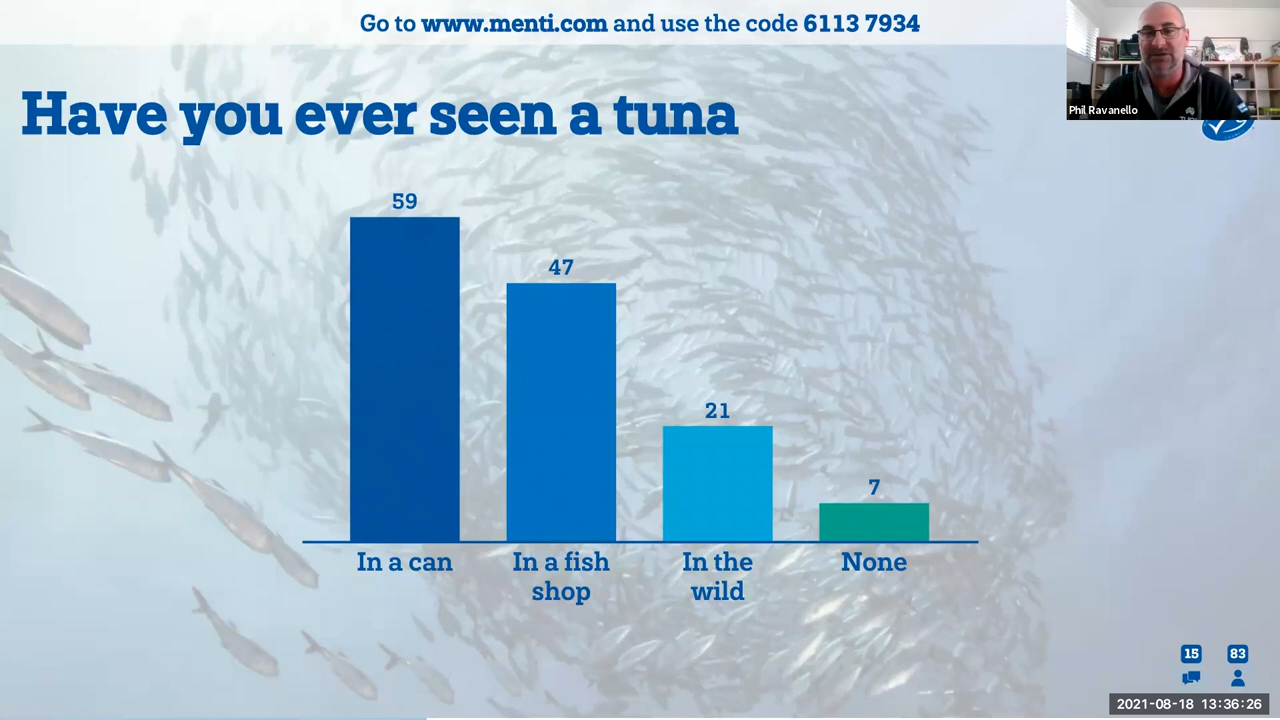 Go to www.menti.com and use the code 6113 7934
Phil Ravanello
Have you ever seen a tuna
59
47
21
7
In a can
In a fish
shop
In the
wild
None
15
83
2021-08-18 13:36:26